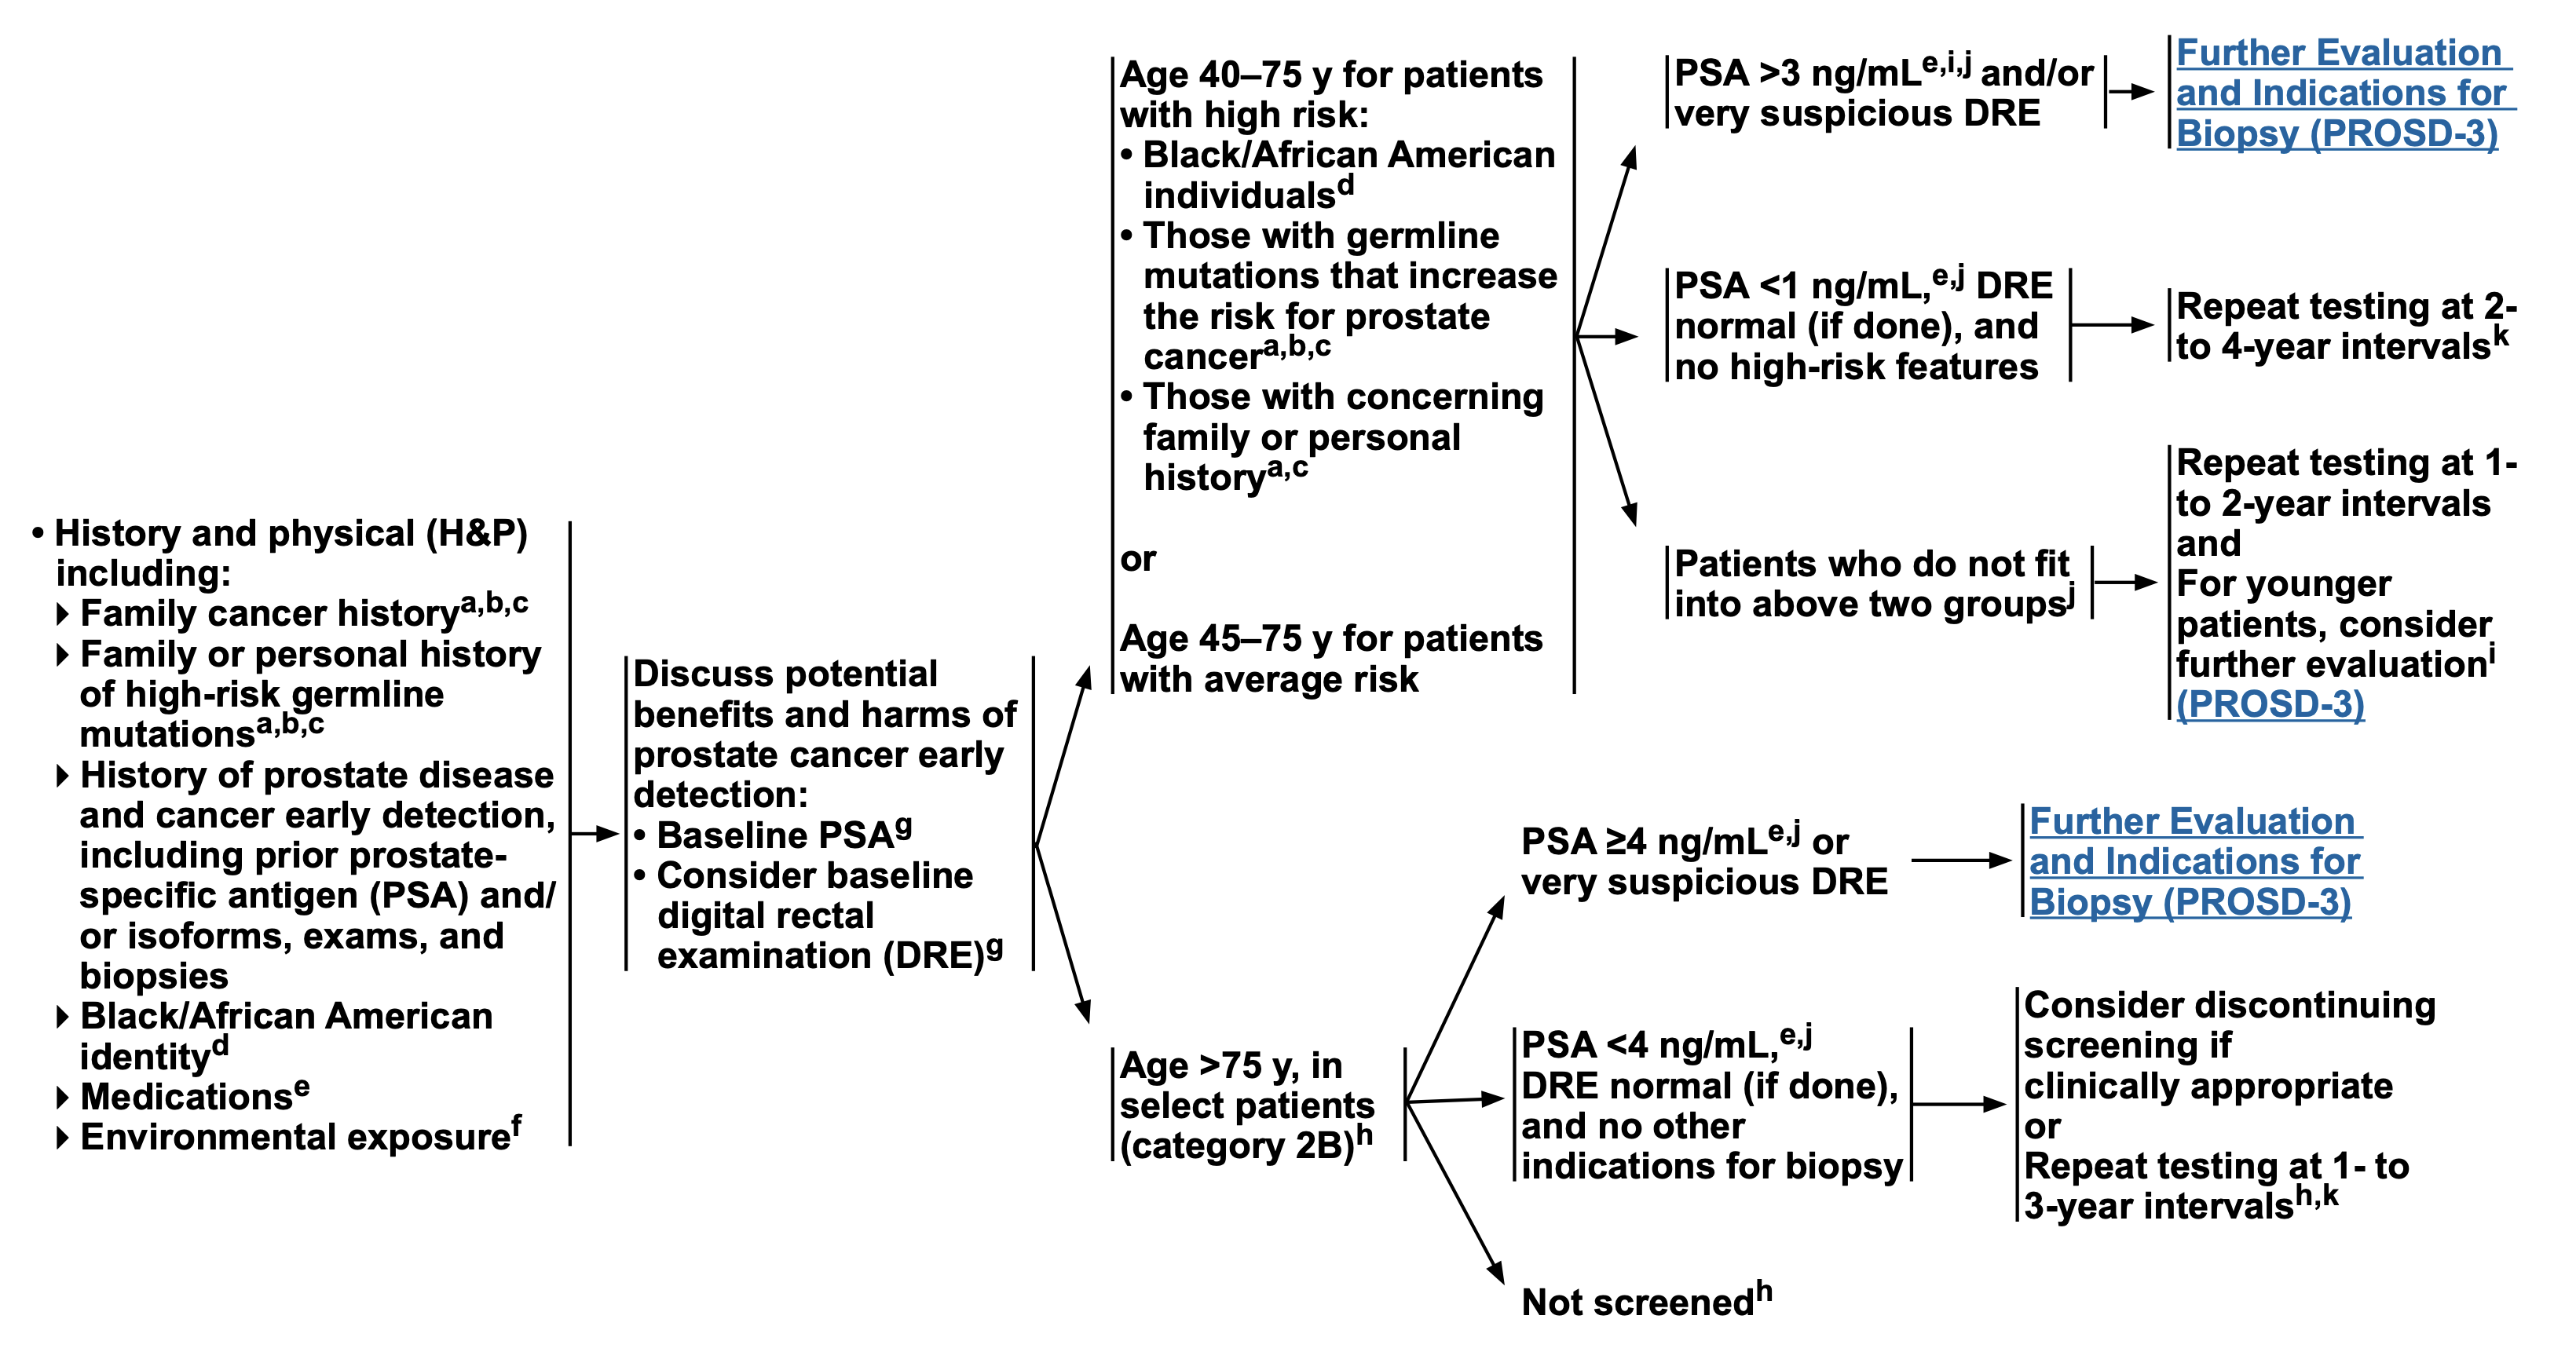 • History and physical (H&P)
including:
Family cancer historya,b,c
Family or personal history
of high-risk germline
mutationsa,b,c
History of prostate disease
and cancer early detection,
including prior prostate-
specific antigen (PSA) and/
or isoforms, exams, and
biopsies
Black/African American
identityd
Medicationse
Environmental exposuref
Discuss potential
benefits and harms of
prostate cancer early
detection:
• Baseline PSAg
• Consider baseline
digital rectal
examination (DRE)g
Age 40–75 y for patients
with high risk:
• Black/African American
individualsd
• Those with germline
mutations that increase
the risk for prostate
cancera,b,c
• Those with concerning
family or personal
historya,c
or
Age 45–75 y for patients
with average risk
PSA >3 ng/mLe,i,j and/or
very suspicious DRE
Further Evaluation
and Indications for
Biopsy (PROSD-3)
PSA <1 ng/mL,e,j DRE
normal (if done), and
no high-risk features
Repeat testing at 2-
to 4-year intervalsk
Patients who do not fit
into above two groupsj
Repeat testing at 1-
to 2-year intervals
and
For younger
patients, consider
further evaluationi
(PROSD-3)
Age >75 y, in
select patients
(category 2B)h
PSA ≥4 ng/mLe,j or
very suspicious DRE
Further Evaluation
and Indications for
Biopsy (PROSD-3)
PSA <4 ng/mL,e,j
DRE normal (if done),
and no other
indications for biopsy
Consider discontinuing
screening if
clinically appropriate
or
Repeat testing at 1- to
3-year intervalsh,k
Not screenedh